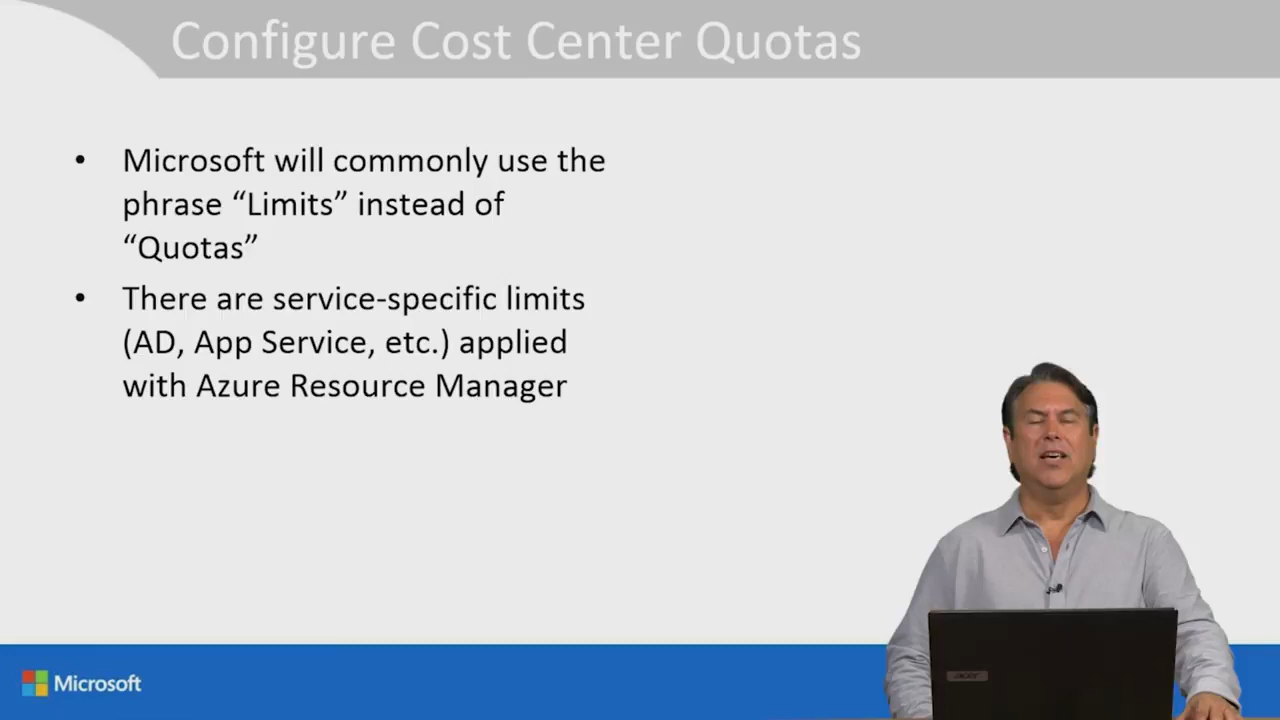 Configure Cost Center Quotas
• Microsoft will commonly use the
phrase “Limits” instead of
“Quotas”
• There are service-specific limits
(AD, App Service, etc.) applied
with Azure Resource Manager
acer
Microsoft